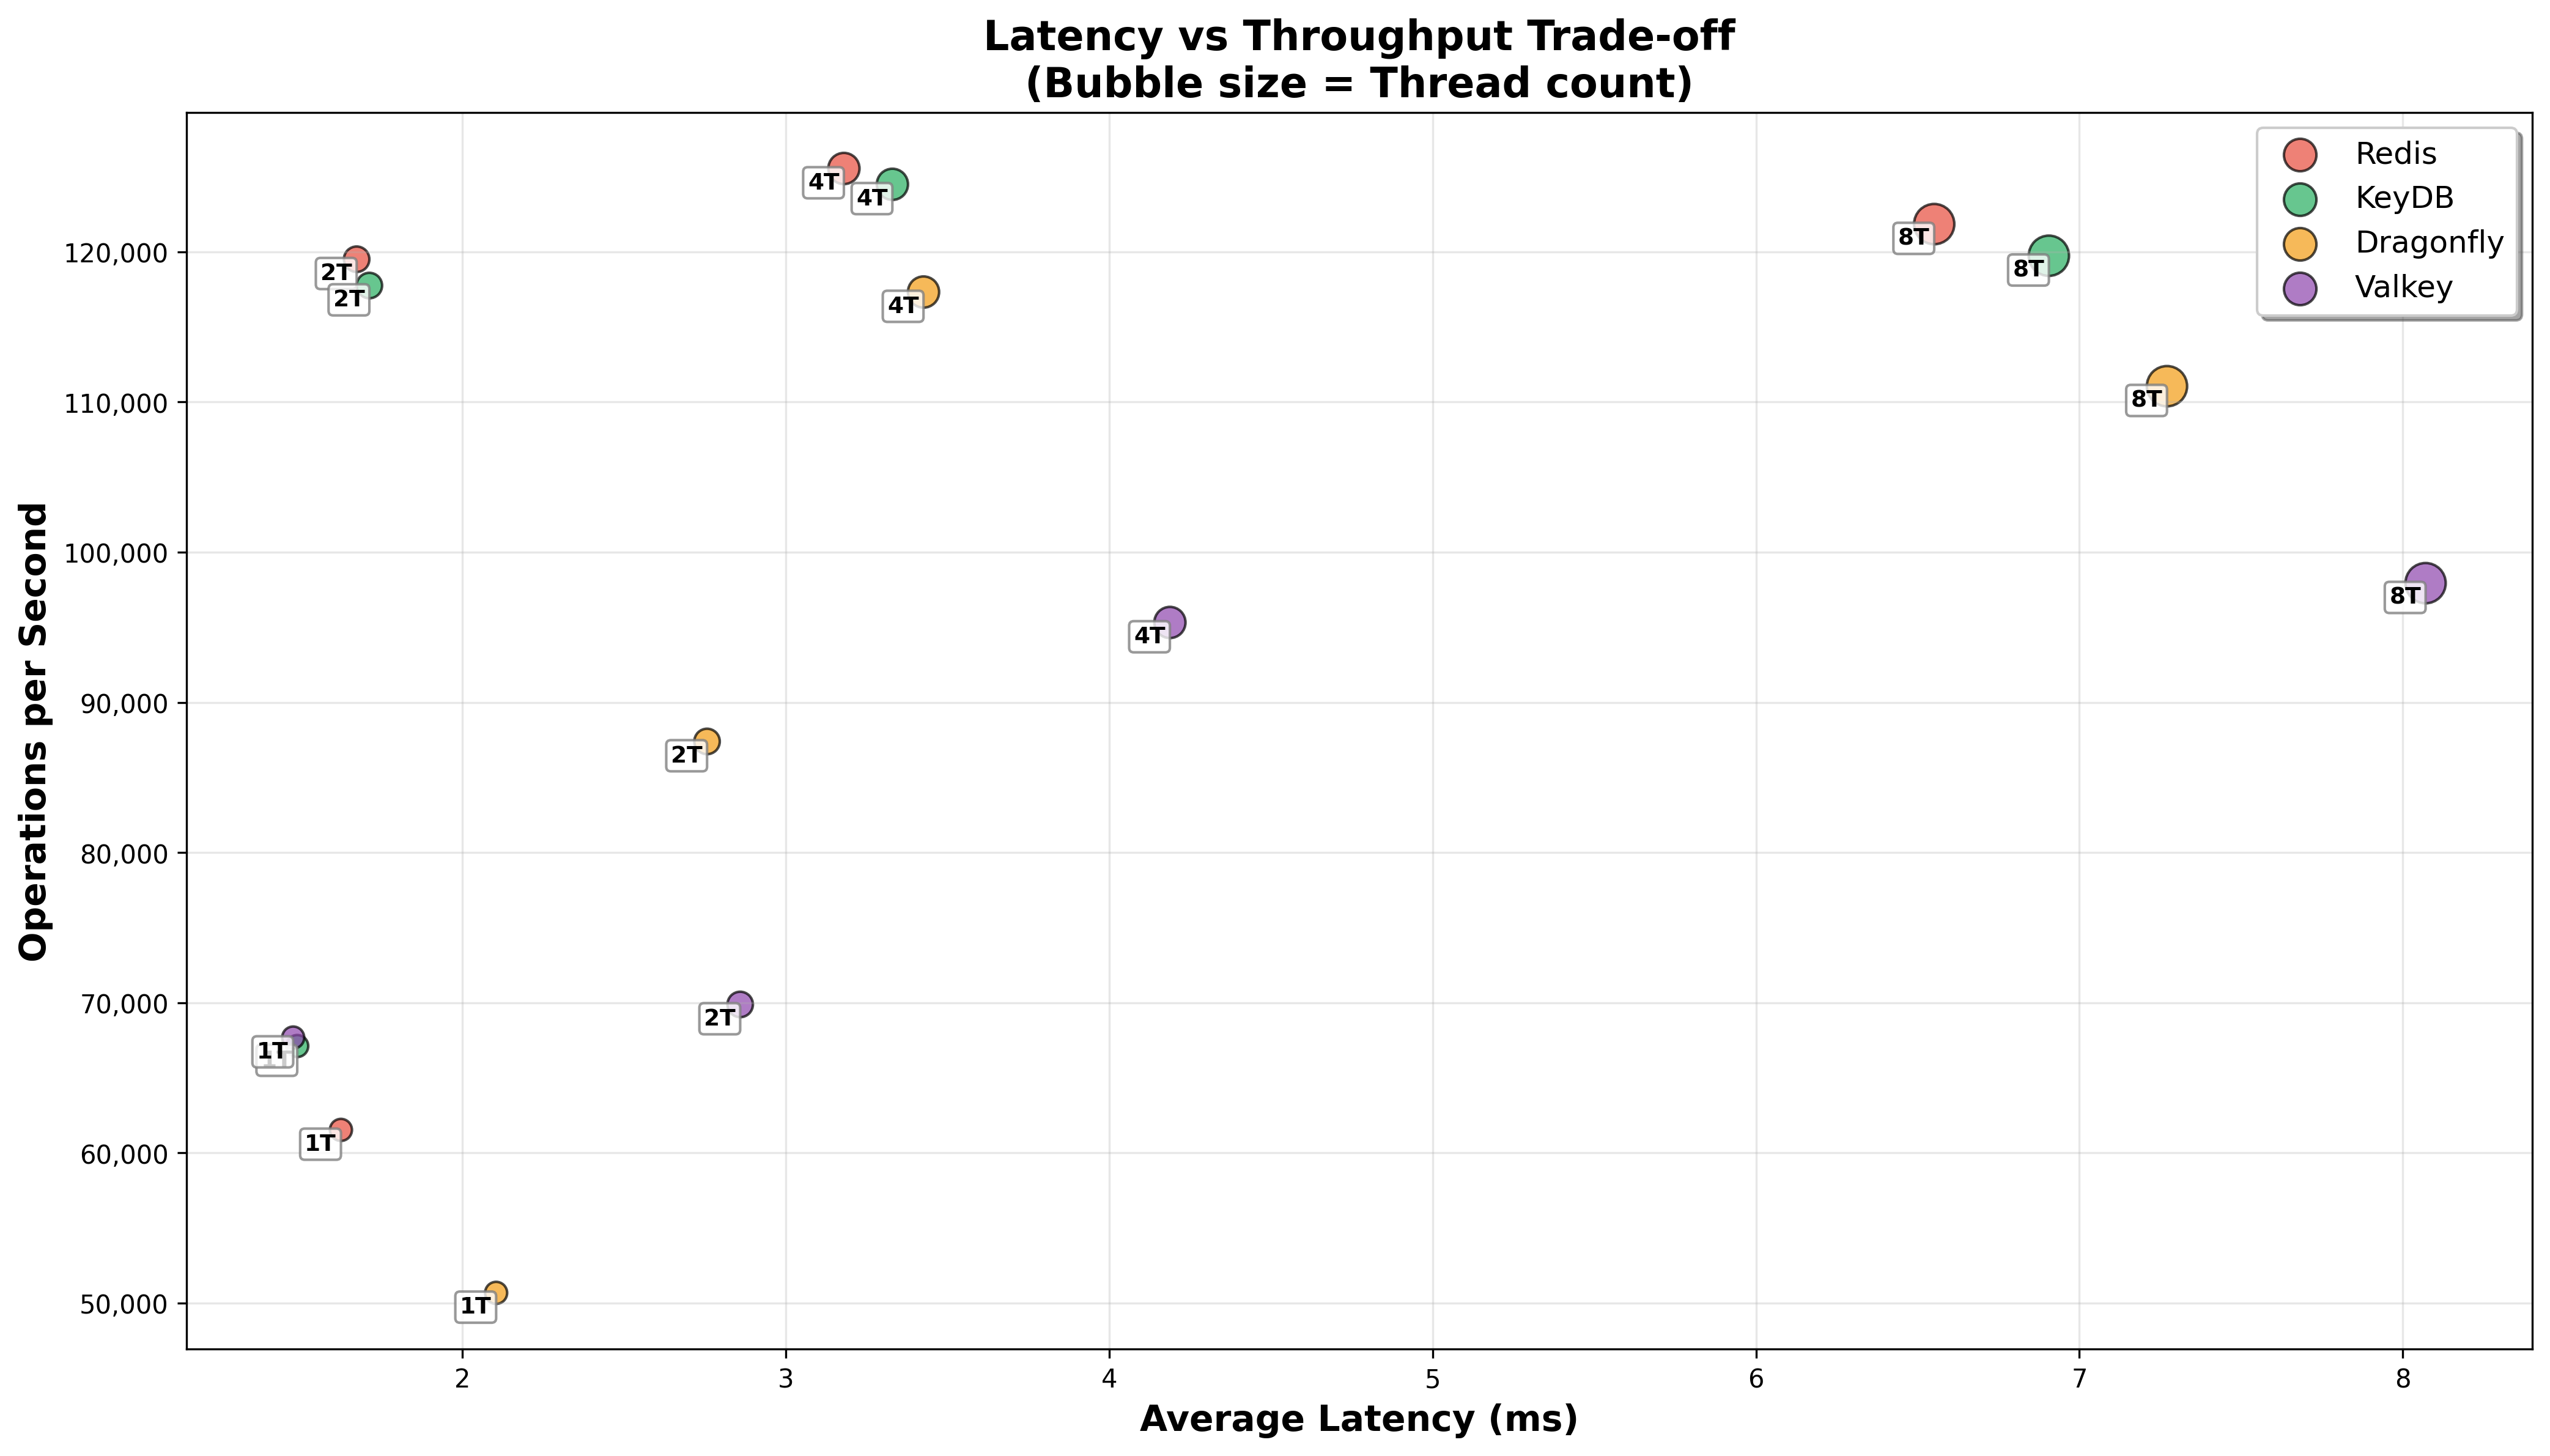 Latency vs Throughput Trade-off
(Bubble size = Thread count)
Redis
KeyDB
Dragonfly
Valkey
Operations per Second
120,000
110,000
100,000
90,000
80,000
70,000
60,000
50,000
4T
4T
2T
2T
4T
8T
8T
8T
8T
4T
2T
2T
1T
1T
1T
2
3
4
5
6
7
8
Average Latency (ms)